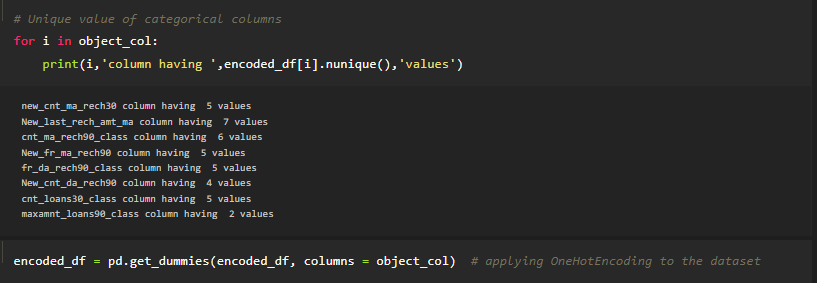 # Unique value of categorical columns
for i in object_col:
    print(i,'column having ',encoded_df[i].nunique(),'values')
new_cnt_ma_rech30 column having  5 values
New_last_rech_amt_ma column having  7 values
cnt_ma_rech90_class column having  6 values
New_fr_ma_rech90 column having  5 values
fr_da_rech90_class column having  5 values
New_cnt_da_rech90 column having  4 values
cnt_loans30_class column having  5 values
maxamnt_loans90_class column having  2 values
encoded_df = pd.get_dummies(encoded_df, columns = object_col)  # applying OneHotEncoding to the dataset